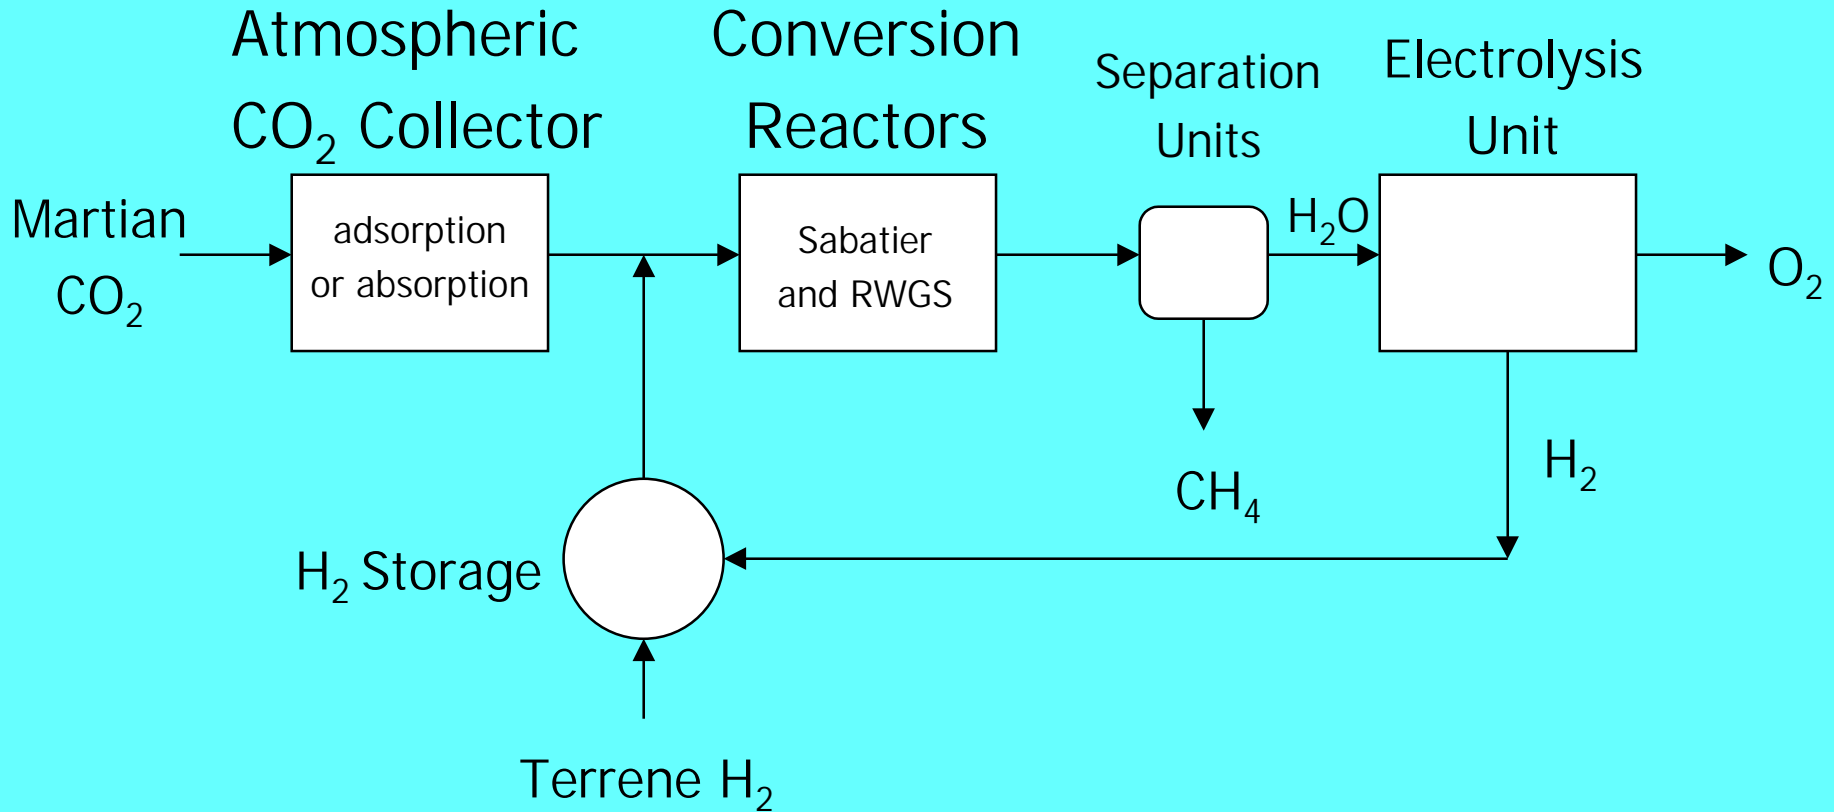 Atmospheric
CO₂ Collector
Conversion
Reactors
Separation
Units
Electrolysis
Unit
Martian
CO₂
adsorption
or absorption
Sabatier
and RWGS
H₂O
O₂
CH₄
H₂
H₂ Storage
Terrene H₂